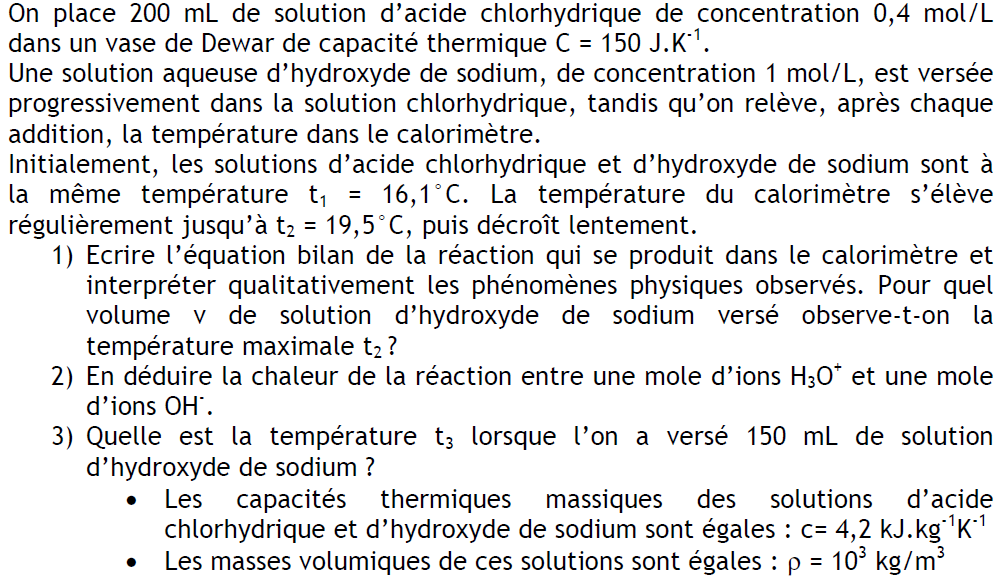 On place 200 mL de solution d’acide chlorhydrique de concentration 0,4 mol/L
dans un vase de Dewar de capacité thermique C = 150 J.K⁻¹.
Une solution aqueuse d’hydroxyde de sodium, de concentration 1 mol/L, est versée
progressivement dans la solution chlorhydrique, tandis qu’on relève, après chaque
addition, la température dans le calorimètre.
Initialement, les solutions d’acide chlorhydrique et d’hydroxyde de sodium sont à
la même température t₁ = 16,1°C. La température du calorimètre s’élève
régulièrement jusqu’à t₂ = 19,5°C, puis décroît lentement.
1) Ecrire l’équation bilan de la réaction qui se produit dans le calorimètre et
interpréter qualitativement les phénomènes physiques observés. Pour quel
volume v de solution d’hydroxyde de sodium versé observe-t-on la
température maximale t₂ ?
2) En déduire la chaleur de la réaction entre une mole d’ions H₃O⁺ et une mole
d’ions OH⁻.
3) Quelle est la température t₃ lorsque l’on a versé 150 mL de solution
d’hydroxyde de sodium ?
• Les capacités thermiques massiques des solutions d’acide
chlorhydrique et d’hydroxyde de sodium sont égales : c= 4,2 kJ.kg⁻¹K⁻¹
• Les masses volumiques de ces solutions sont égales : ρ = 10³ kg/m³